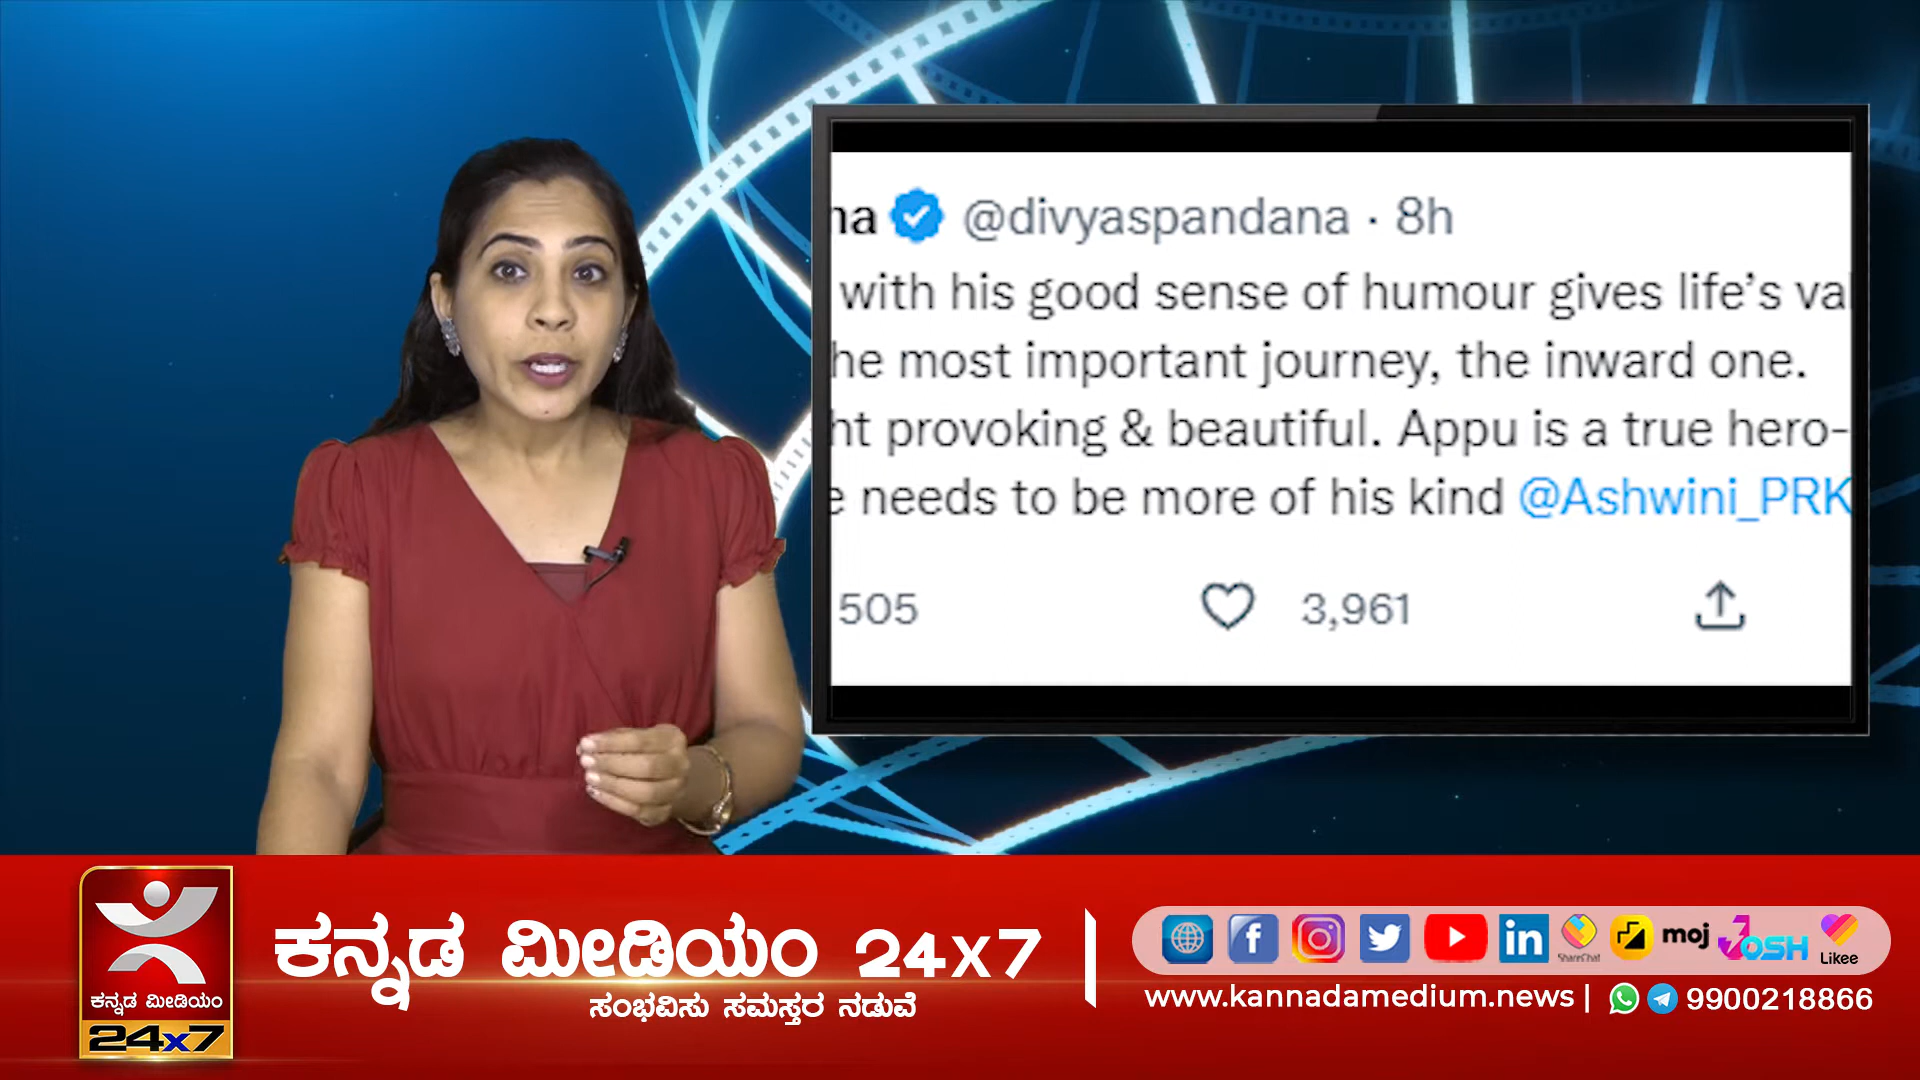 na @divyaspandana · 8h
with his good sense of humour gives life's val
he most important journey, the inward one.
ht provoking & beautiful. Appu is a true hero-
e needs to be more of his kind @Ashwini_PRK
505 3,961
ಕನ್ನಡ ಮೀಡಿಯಂ 24x7
ಸಂಭವಿಸು ಸಮಸ್ತರ ನಡುವೆ
ಕನ್ನಡ ಮೀಡಿಯಂ
24x7
ShareChat moj JOSH Likee
www.kannadamedium.news | 9900218866